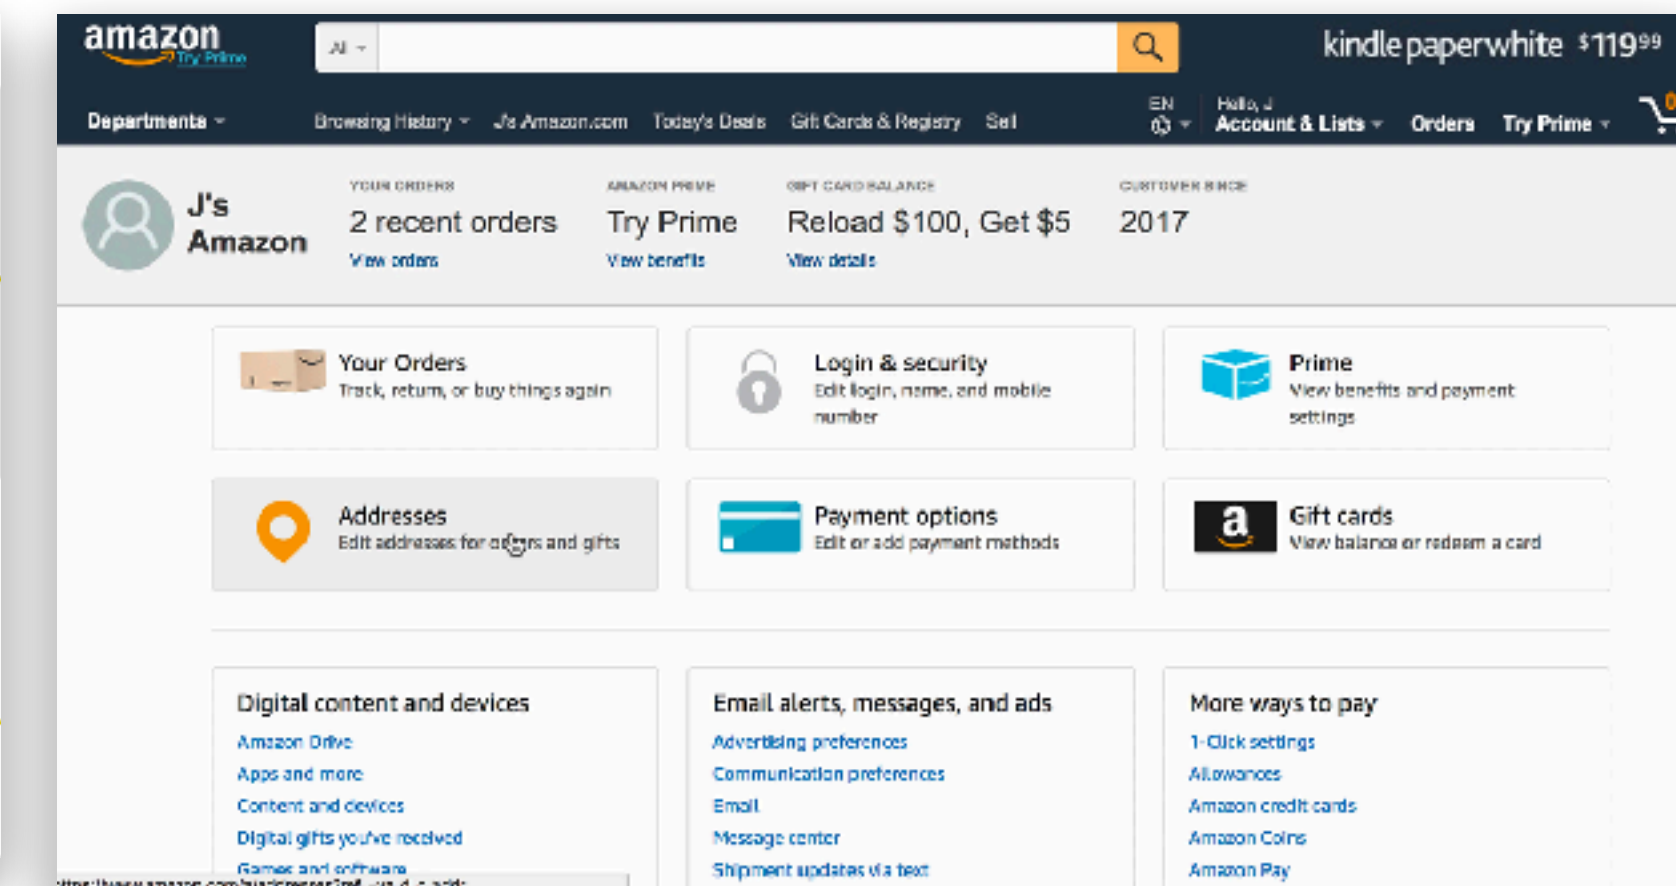 amazon
Try Prime
All
kindle paperwhite $119 99
Departments
Browsing History
J's Amazon.com
Today's Deals
Gift Cards & Registry
Sell
EN
Hello, J
Account & Lists
Orders
Try Prime
0
J's
Amazon
YOUR ORDERS
2 recent orders
View orders
AMAZON PRIME
Try Prime
View benefits
GIFT CARD BALANCE
Reload $100, Get $5
View details
CUSTOMER SINCE
2017
Your Orders
Track, return, or buy things again
Login & security
Edit login, name, and mobile
number
Prime
View benefits and payment
settings
Addresses
Edit addresses for orders and gifts
Payment options
Edit or add payment methods
a
Gift cards
View balance or redeem a card
Digital content and devices
Amazon Drive
Apps and more
Content and devices
Digital gifts you've received
Games and software
Email alerts, messages, and ads
Advertising preferences
Communication preferences
Email
Message center
Shipment updates via text
More ways to pay
1-Click settings
Allowances
Amazon credit cards
Amazon Coins
Amazon Pay